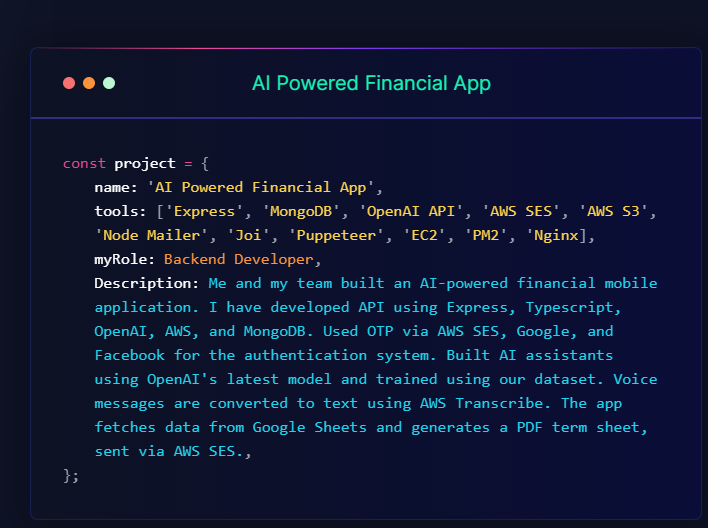 AI Powered Financial App
const project = {
name: 'AI Powered Financial App',
tools: ['Express', 'MongoDB', 'OpenAI API', 'AWS SES', 'AWS S3',
'Node Mailer', 'Joi', 'Puppeteer', 'EC2', 'PM2', 'Nginx],
myRole: Backend Developer,
Description: Me and my team built an AI-powered financial mobile
application. I have developed API using Express, Typescript,
OpenAI, AWS, and MongoDB. Used OTP via AWS SES, Google, and
Facebook for the authentication system. Built AI assistants
using OpenAI's latest model and trained using our dataset. Voice
messages are converted to text using AWS Transcribe. The app
fetches data from Google Sheets and generates a PDF term sheet,
sent via AWS SES.,
};